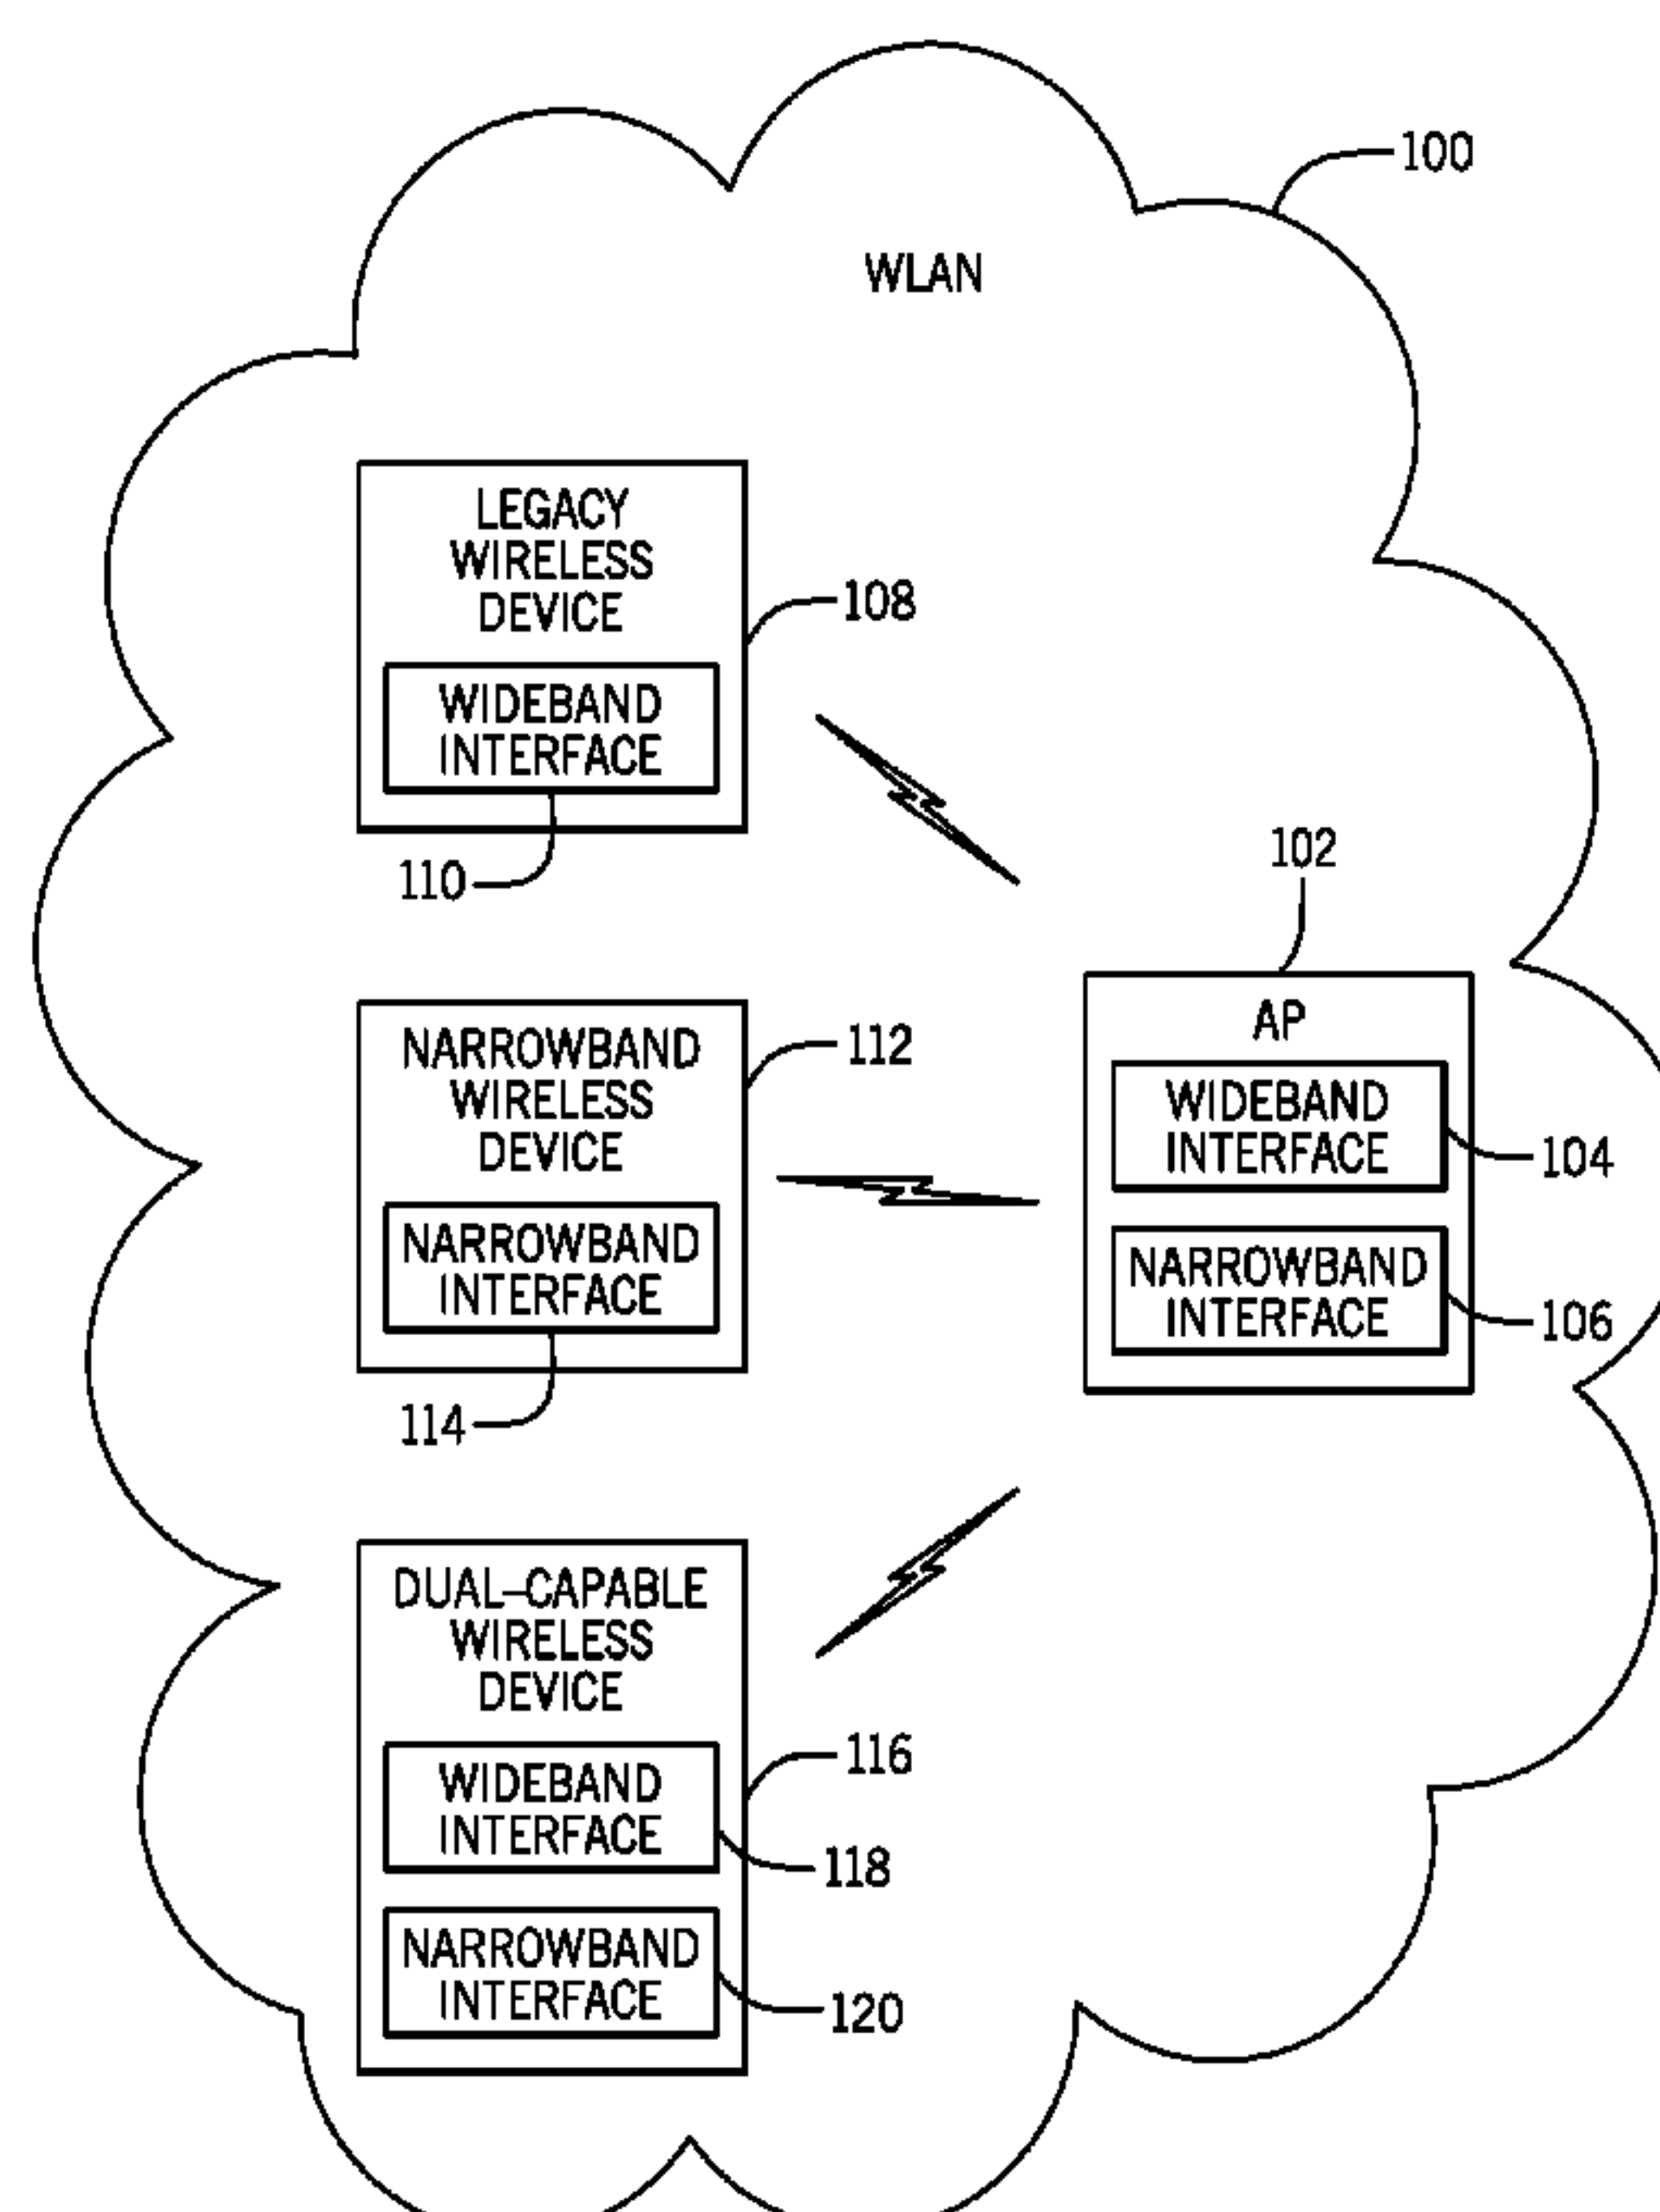 100
WLAN
LEGACY
WIRELESS
DEVICE
108
WIDEBAND
INTERFACE
110
102
NARROWBAND
WIRELESS
DEVICE
112
NARROWBAND
INTERFACE
114
AP
WIDEBAND
INTERFACE
104
NARROWBAND
INTERFACE
106
DUAL-CAPABLE
WIRELESS
DEVICE
116
WIDEBAND
INTERFACE
118
NARROWBAND
INTERFACE
120